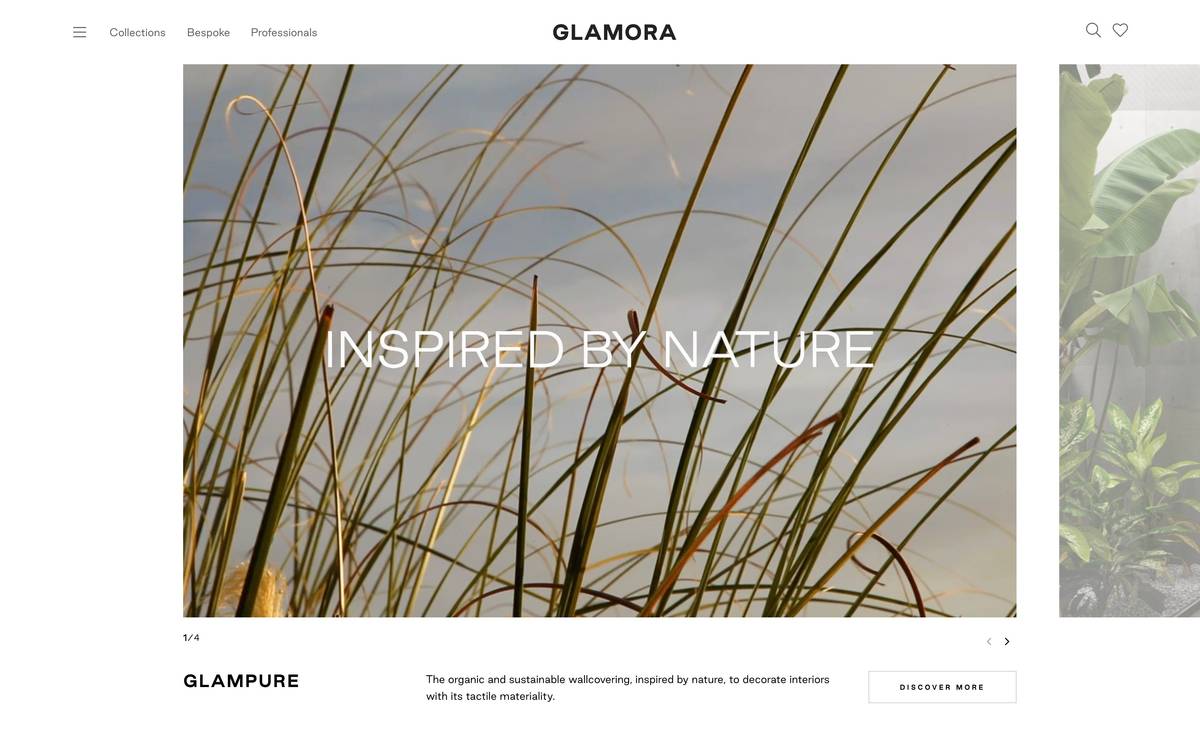 Collections
Bespoke
Professionals
GLAMORA
INSPIRED BY NATURE
1/4
GLAMPURE
The organic and sustainable wallcovering, inspired by nature, to decorate interiors
with its tactile materiality.
DISCOVER MORE